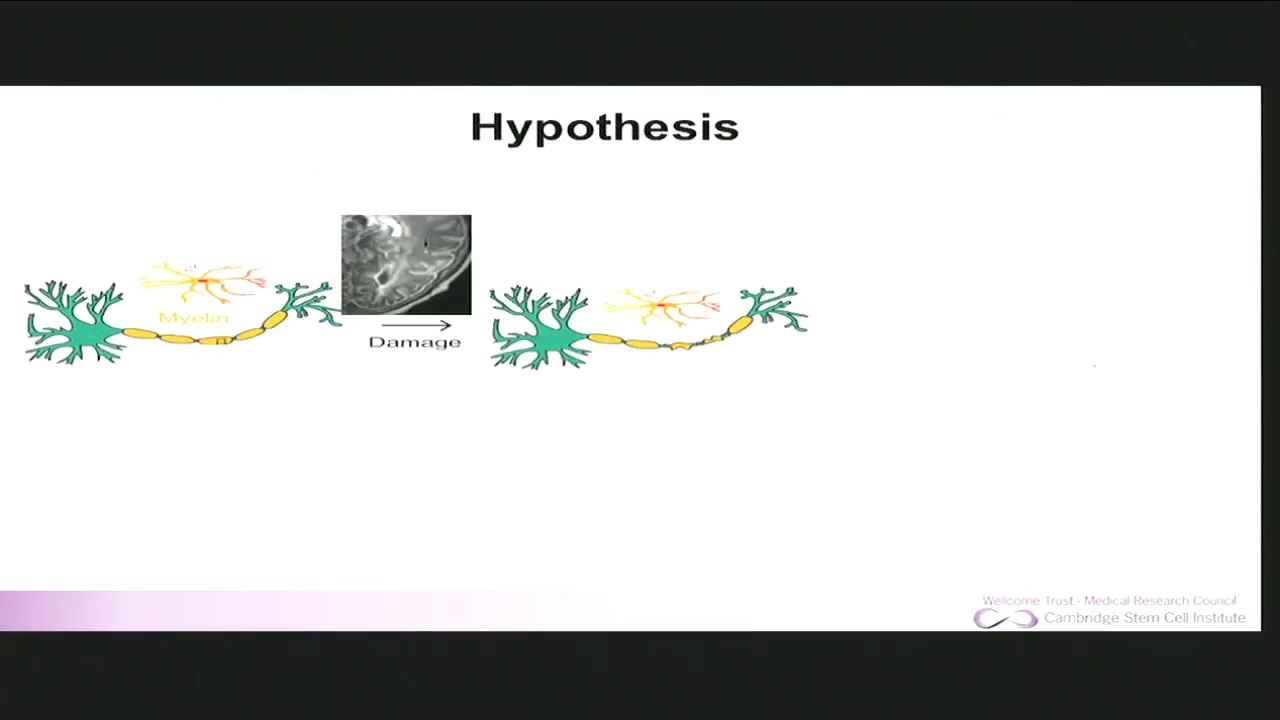 Hypothesis
Myelin
Damage
Wellcome Trust - Medical Research Council
Cambridge Stem Cell Institute